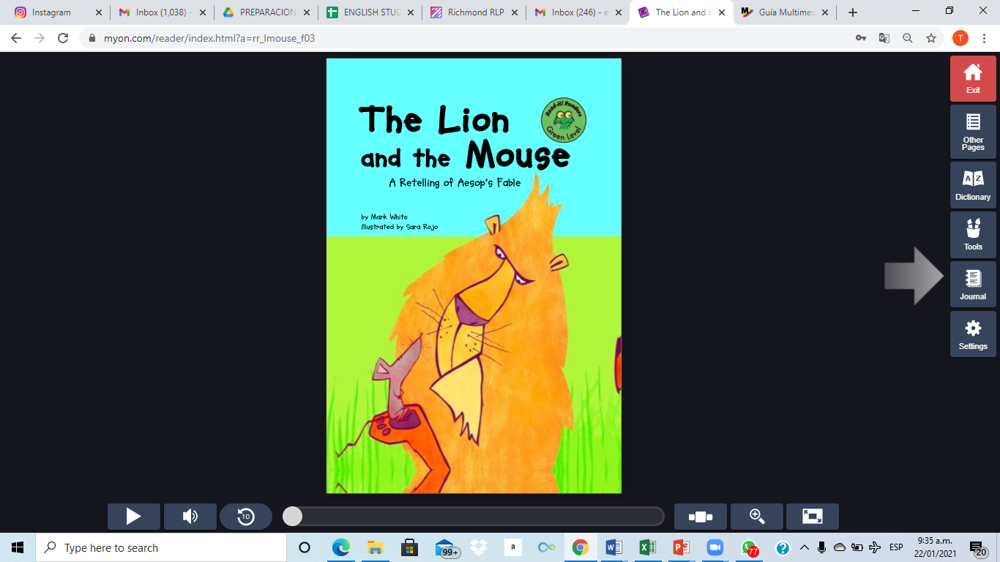 Instagram
Inbox (1,038) -
PREPARACION
ENGLISH STUD
Richmond RLP
Inbox (246) - e
The Lion and t
Guía Multimed
myon.com/reader/index.html?a=rr_lmouse_f03
T
The Lion
and the Mouse
A Retelling of Aesop's Fable
by Mark White
Illustrated by Sara Rojo
Read-it! Readers
Green Level
Exit
Other
Pages
A Z
Dictionary
Tools
Journal
Settings
10
Type here to search
99+
a
77
ESP
9:35 a.m.
22/01/2021
20